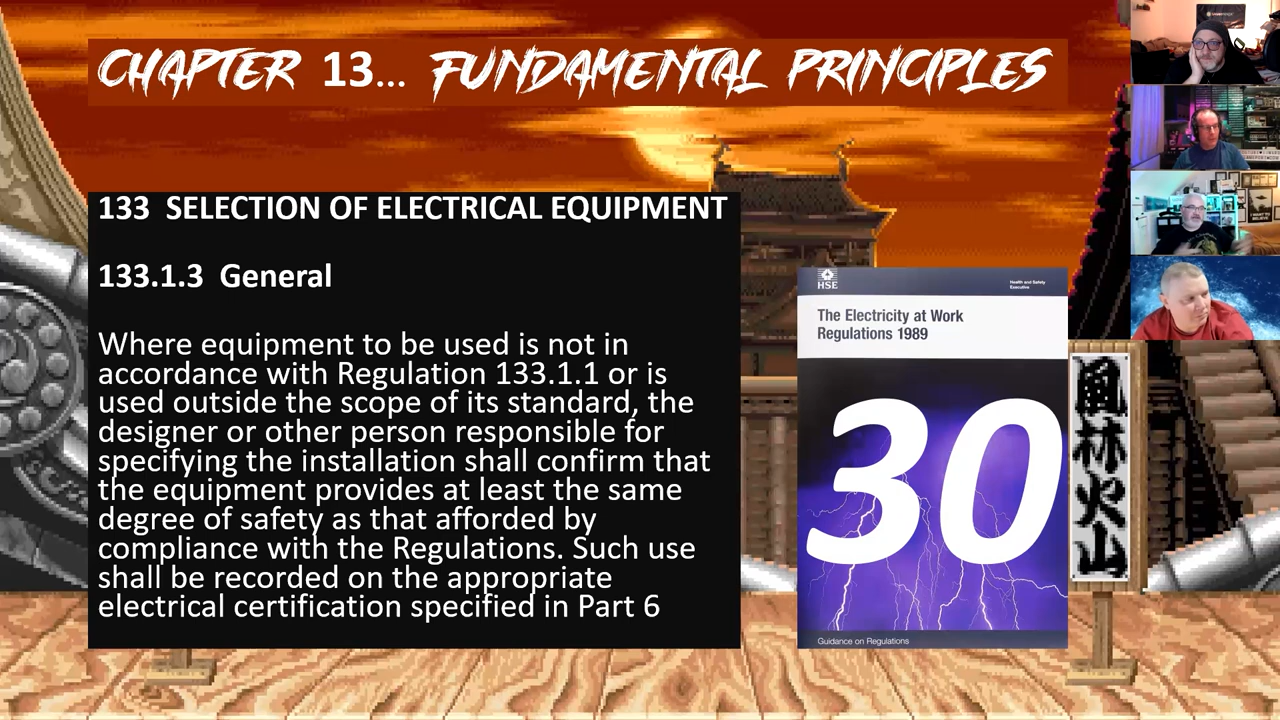 CHAPTER 13... FUNDAMENTAL PRINCIPLES
133 SELECTION OF ELECTRICAL EQUIPMENT
133.1.3 General
Where equipment to be used is not in
accordance with Regulation 133.1.1 or is
used outside the scope of its standard, the
designer or other person responsible for
specifying the installation shall confirm that
the equipment provides at least the same
degree of safety as that afforded by
compliance with the Regulations. Such use
shall be recorded on the appropriate
electrical certification specified in Part 6
HSE
Health and Safety
Executive
The Electricity at Work
Regulations 1989
30
Guidance on Regulations
風
林
火
山